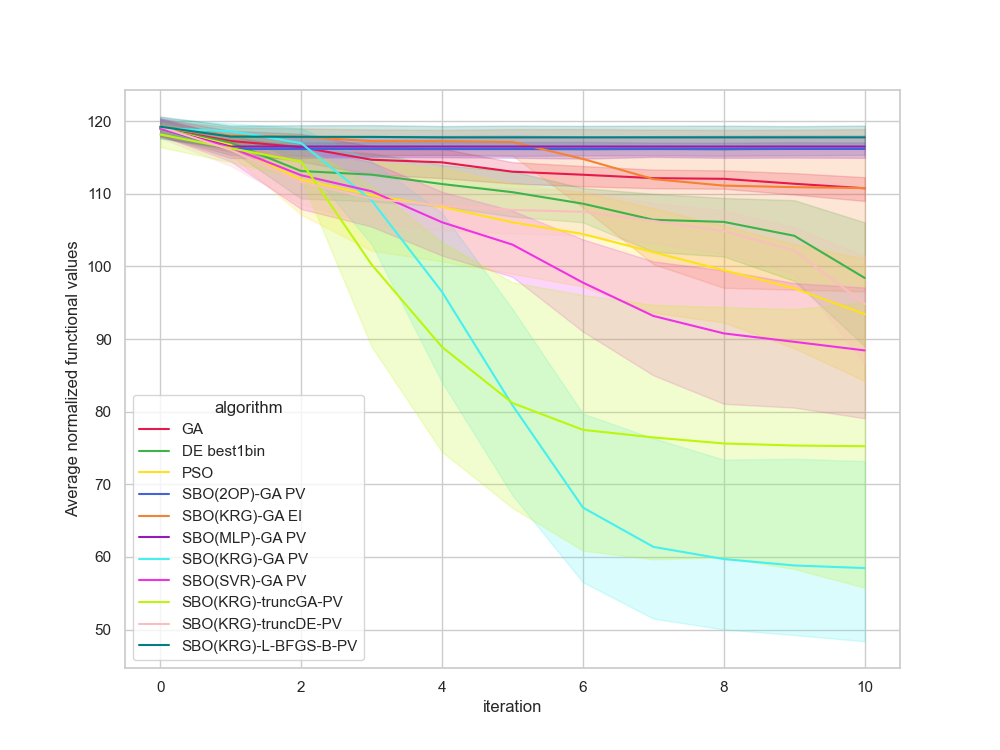 120
110
100
90
80
70
60
50
Average normalized functional values
algorithm
GA
DE best1bin
PSO
SBO(2OP)-GA PV
SBO(KRG)-GA EI
SBO(MLP)-GA PV
SBO(KRG)-GA PV
SBO(SVR)-GA PV
SBO(KRG)-truncGA-PV
SBO(KRG)-truncDE-PV
SBO(KRG)-L-BFGS-B-PV
0 2 4 6 8 10
iteration